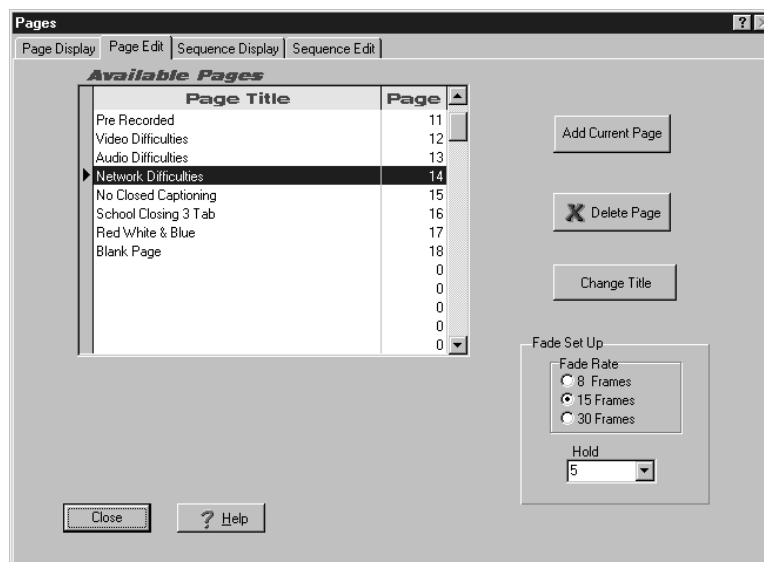 Pages
Page Display Page Edit Sequence Display Sequence Edit
Available Pages
Page Title Page
Pre Recorded 11
Video Difficulties 12
Audio Difficulties 13
Network Difficulties 14
No Closed Captioning 15
School Closing 3 Tab 16
Red White & Blue 17
Blank Page 18
0
0
0
0
0
Add Current Page
Delete Page
Change Title
Fade Set Up
Fade Rate
8 Frames
15 Frames
30 Frames
Hold
5
Close
? Help